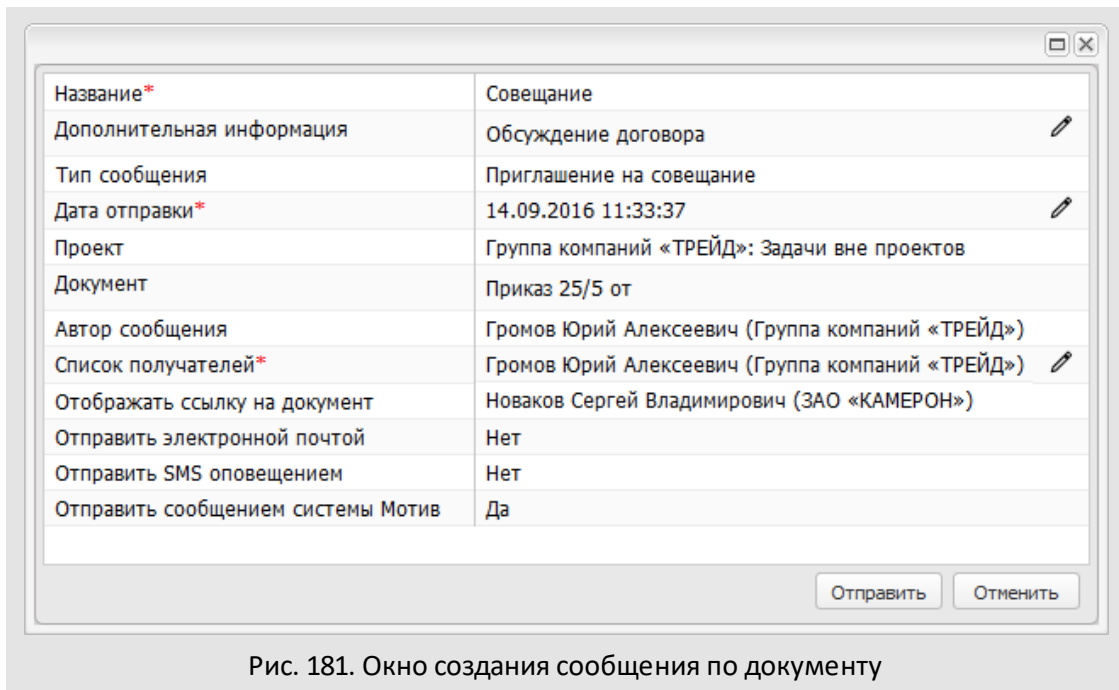 Название* Совещание
Дополнительная информация Обсуждение договора
Тип сообщения Приглашение на совещание
Дата отправки* 14.09.2016 11:33:37
Проект Группа компаний «ТРЕЙД»: Задачи вне проектов
Документ Приказ 25/5 от
Автор сообщения Громов Юрий Алексеевич (Группа компаний «ТРЕЙД»)
Список получателей* Громов Юрий Алексеевич (Группа компаний «ТРЕЙД»)
Отображать ссылку на документ Новаков Сергей Владимирович (ЗАО «КАМЕРОН»)
Отправить электронной почтой Нет
Отправить SMS оповещением Нет
Отправить сообщением системы Мотив Да
Отправить Отменить
Рис. 181. Окно создания сообщения по документу